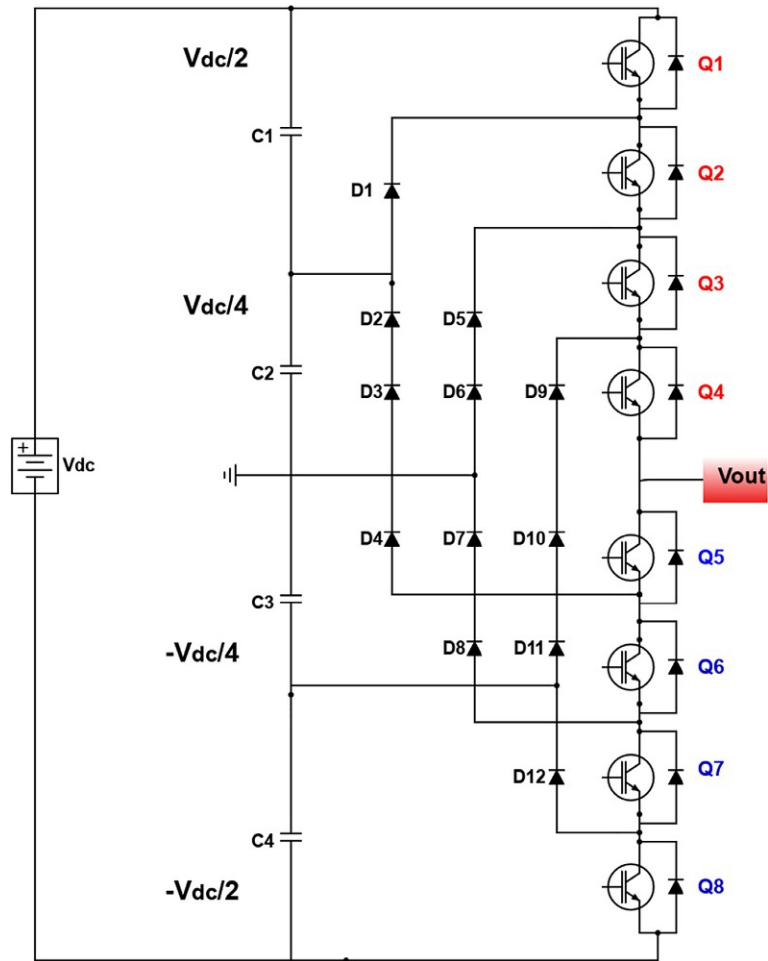 Vdc/2
Q1
C1
Q2
D1
Vdc/4
Q3
D2
D5
C2
D3
D6
D9
Q4
+
Vdc
Vout
D4
D7
D10
Q5
C3
-Vdc/4
D8
D11
Q6
D12
Q7
C4
-Vdc/2
Q8